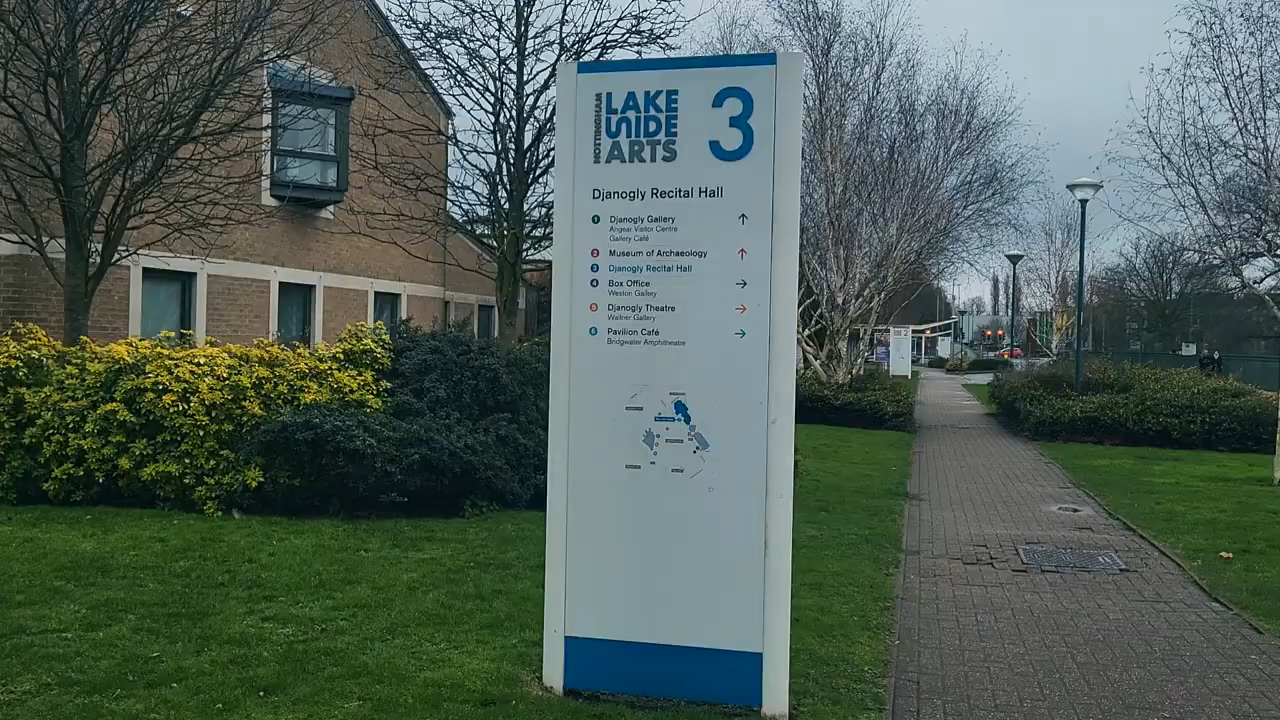 NOTTINGHAM
LAKE
SIDE
ARTS
3
Djanogly Recital Hall
1 Djanogly Gallery
Angear Visitor Centre
Gallery Café
2 Museum of Archaeology
3 Djanogly Recital Hall
4 Box Office
Weston Gallery
5 Djanogly Theatre
Wallner Gallery
6 Pavilion Café
Bridgwater Amphitheatre
2